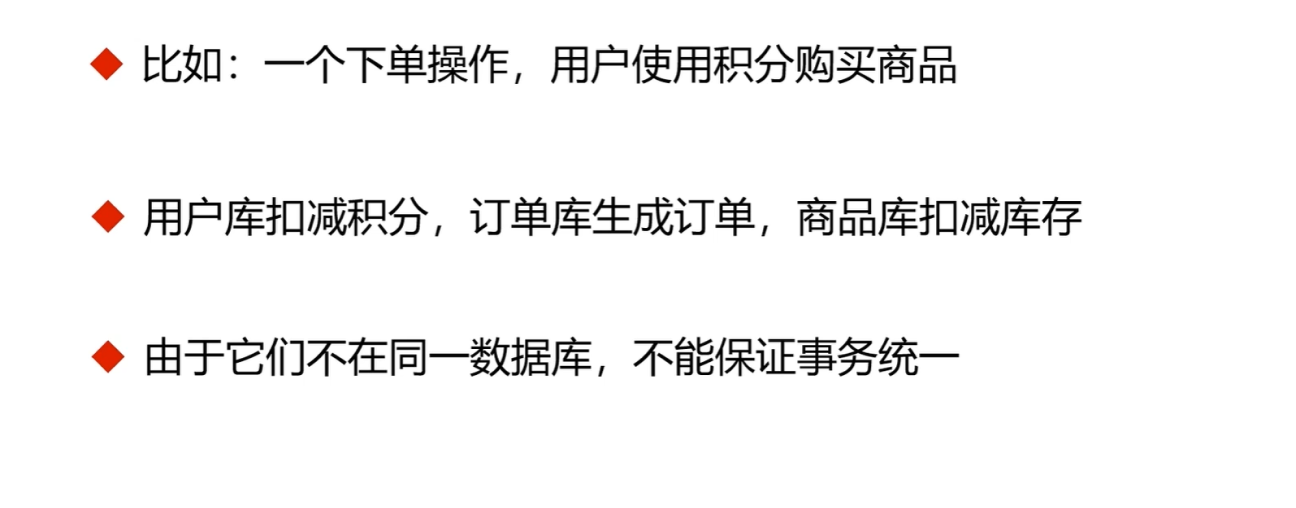 比如：一个下单操作，用户使用积分购买商品
用户库扣减积分，订单库生成订单，商品库扣减库存
由于它们不在同一数据库，不能保证事务统一